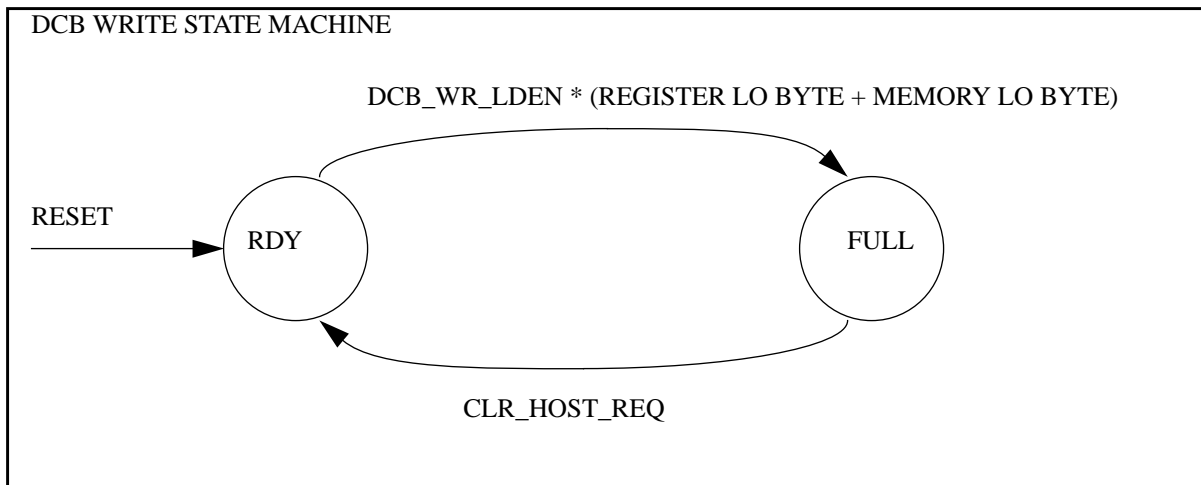 DCB WRITE STATE MACHINE
DCB_WR_LDEN * (REGISTER LO BYTE + MEMORY LO BYTE)
RESET
RDY
FULL
CLR_HOST_REQ